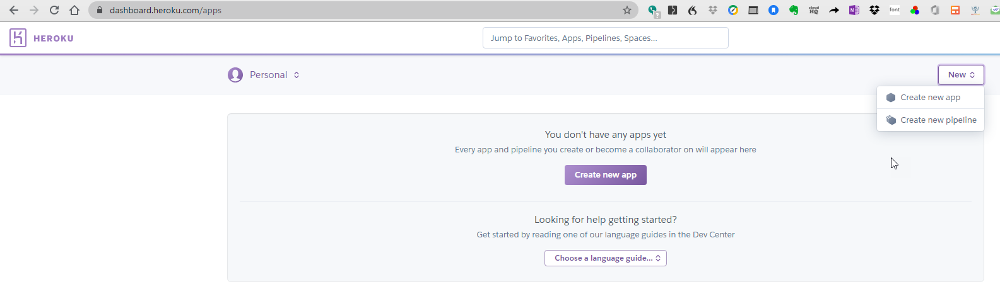 dashboard.heroku.com/apps
?
cloud HQ
font
HEROKU
Jump to Favorites, Apps, Pipelines, Spaces...
Personal
New
Create new app
Create new pipeline
You don't have any apps yet
Every app and pipeline you create or become a collaborator on will appear here
Create new app
Looking for help getting started?
Get started by reading one of our language guides in the Dev Center
Choose a language guide...